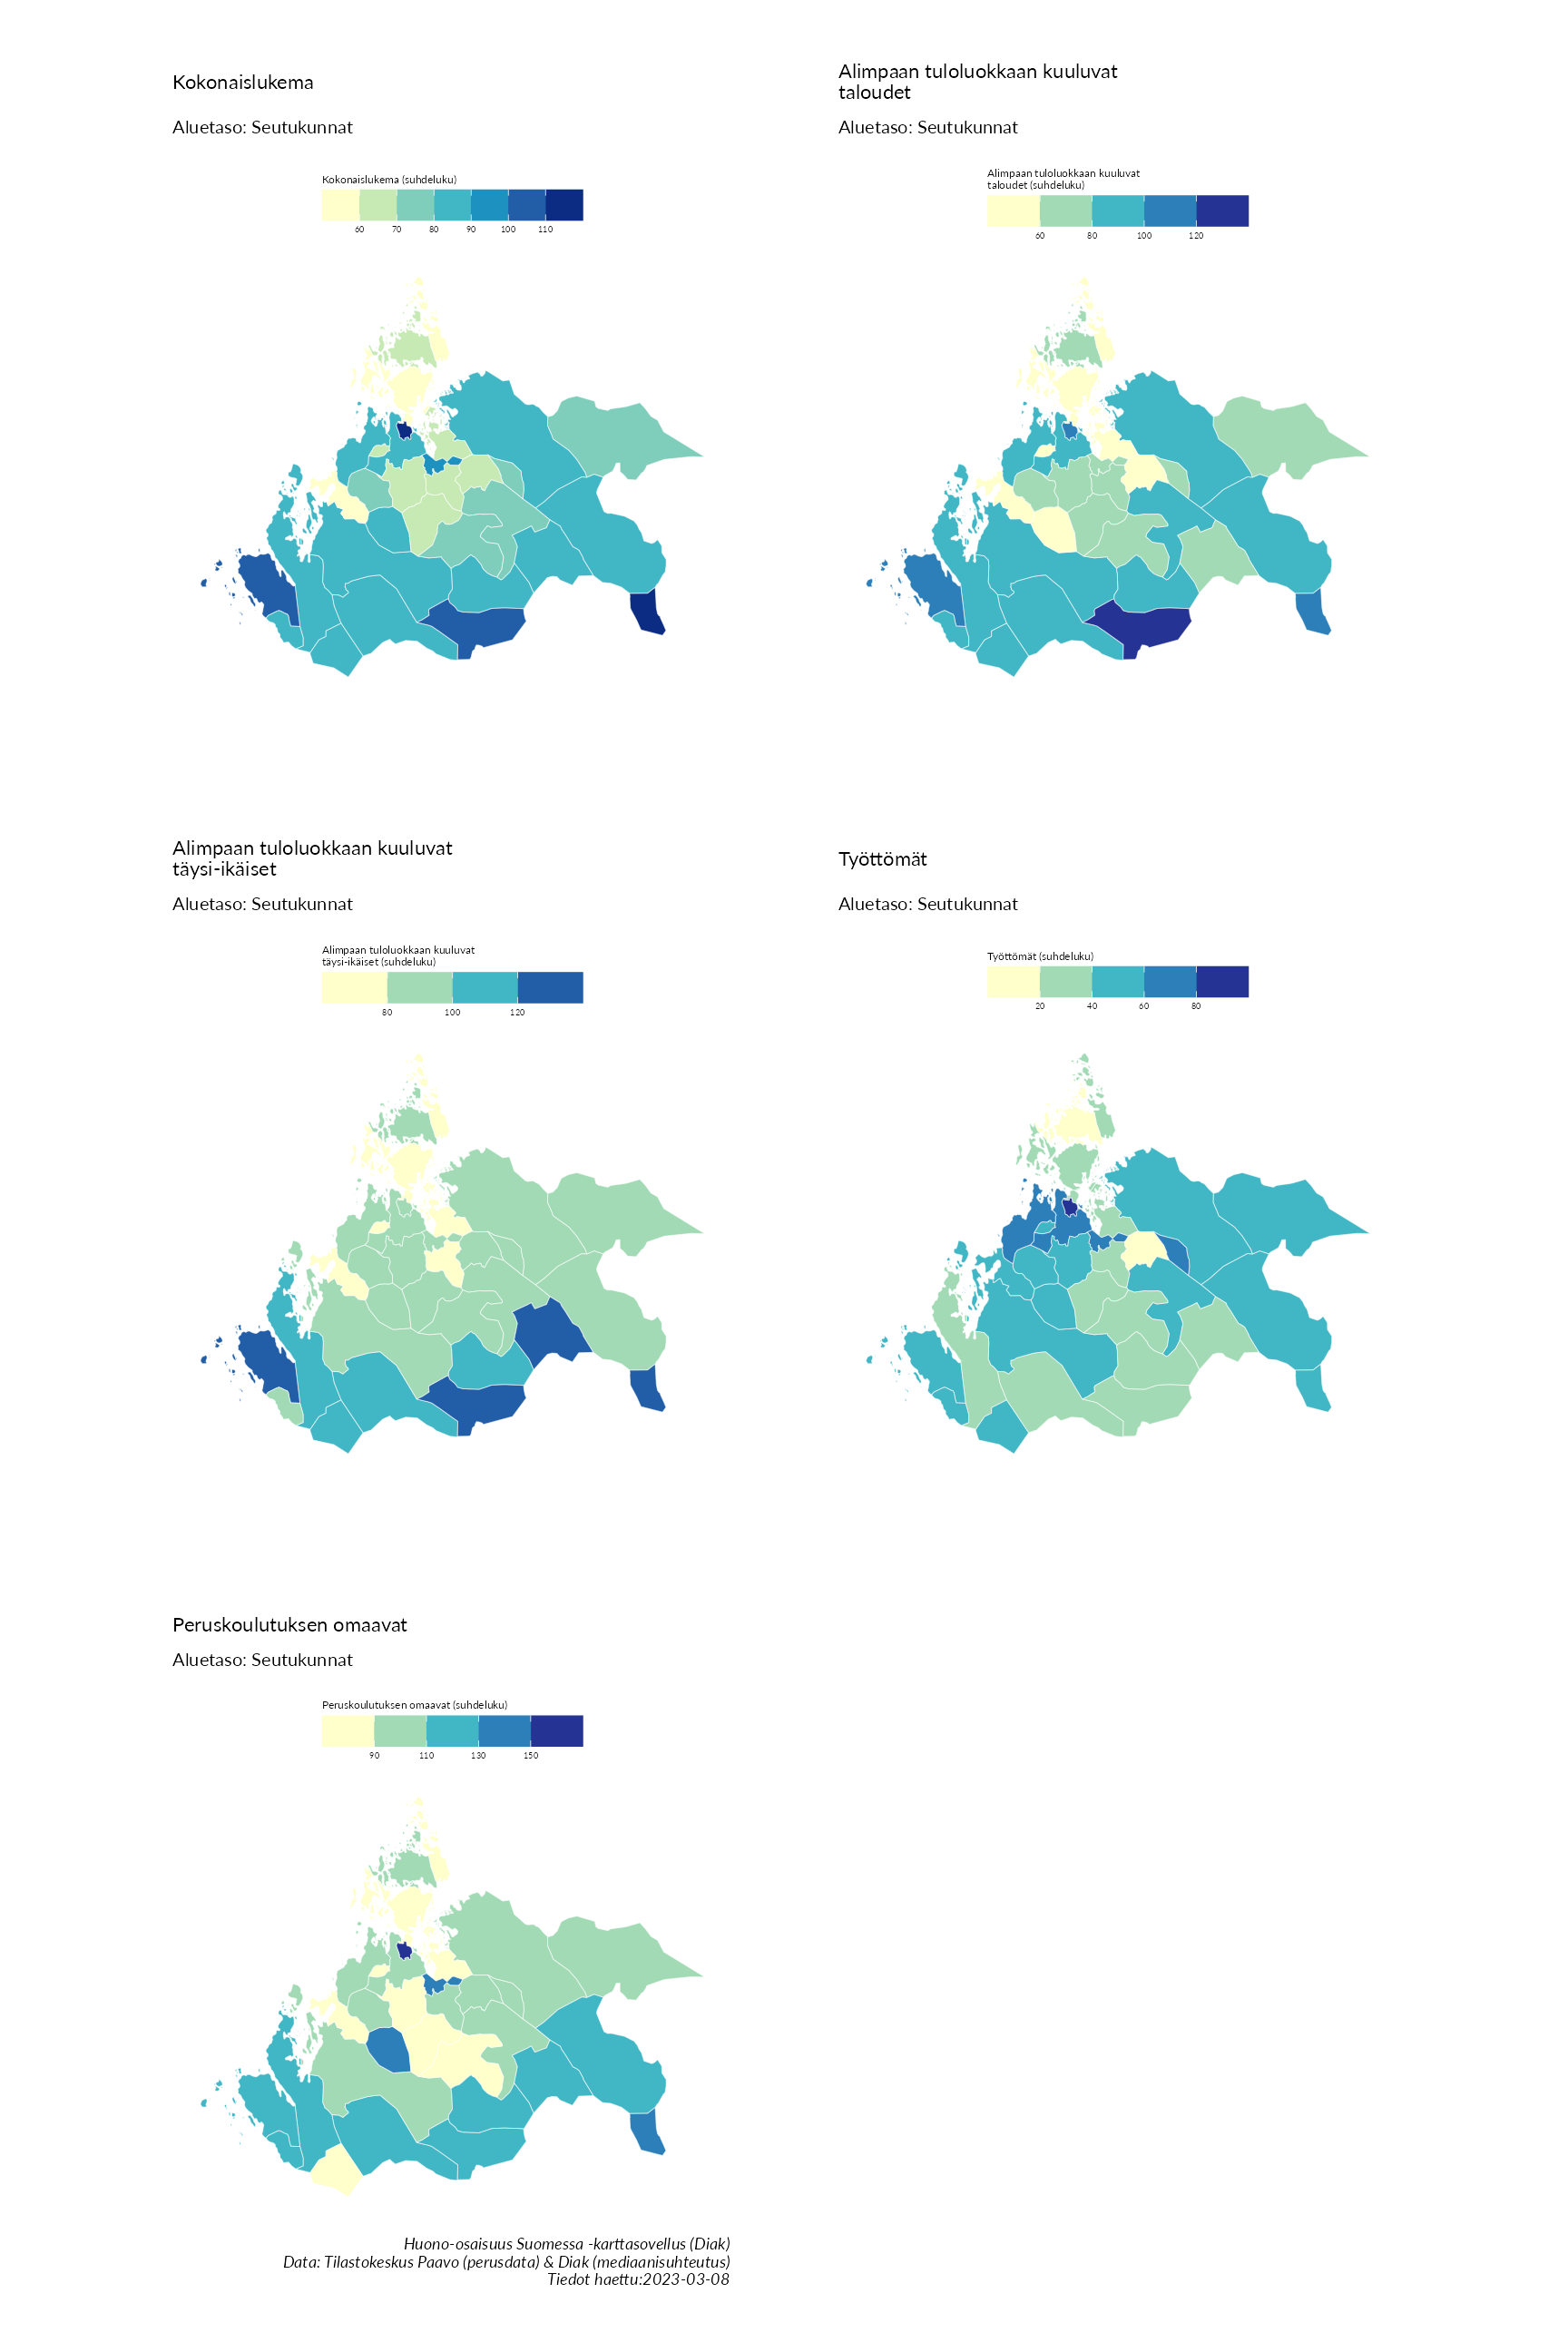 Kokonaislukema
Aluetaso: Seutukunnat
Kokonaislukema (suhdeluku)
60 70 80 90 100 110
Alimpaan tuloluokkaan kuuluvat
taloudet
Aluetaso: Seutukunnat
Alimpaan tuloluokkaan kuuluvat
taloudet (suhdeluku)
60 80 100 120
Alimpaan tuloluokkaan kuuluvat
täysi-ikäiset
Aluetaso: Seutukunnat
Alimpaan tuloluokkaan kuuluvat
täysi-ikäiset (suhdeluku)
80 100 120
Työttömät
Aluetaso: Seutukunnat
Työttömät (suhdeluku)
20 40 60 80
Peruskoulutuksen omaavat
Aluetaso: Seutukunnat
Peruskoulutuksen omaavat (suhdeluku)
90 110 130 150
Huono-osaisuus Suomessa -karttasovellus (Diak)
Data: Tilastokeskus Paavo (perusdata) & Diak (mediaanisuhteutus)
Tiedot haettu:2023-03-08